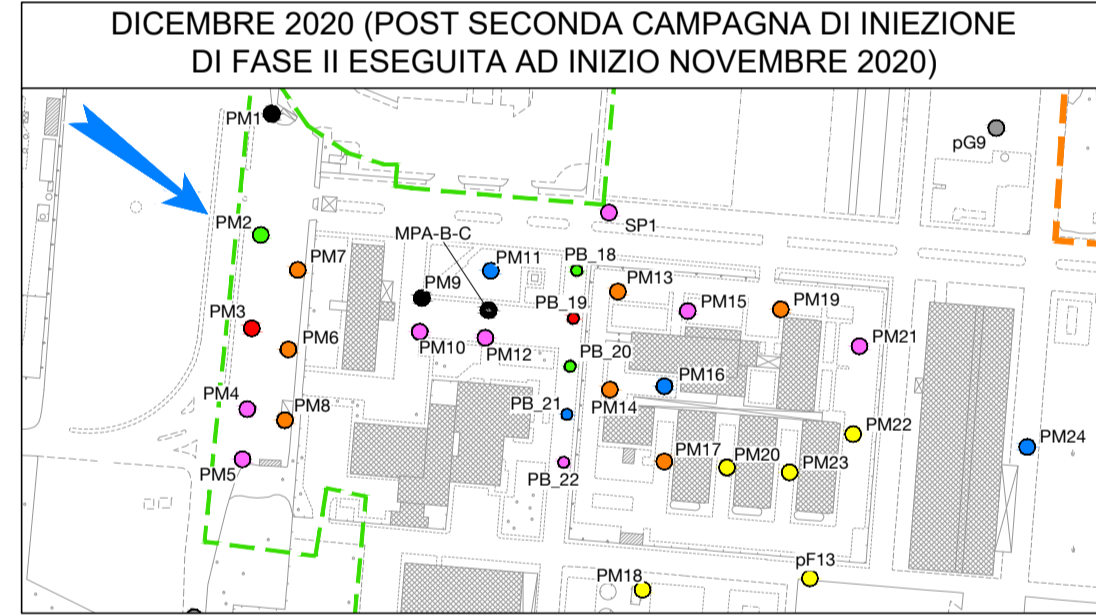 DICEMBRE 2020 (POST SECONDA CAMPAGNA DI INIEZIONE
DI FASE II ESEGUITA AD INIZIO NOVEMBRE 2020)
PM1
pG9
PM2
SP1
MPA-B-C
PM7
PM11
PB_18
PM13
PM9
PB_19
PM15
PM19
PM3
PM6
PM10
PM12
PB_20
PM21
PM16
PM4
PM8
PB_21
PM14
PM22
PM24
PM5
PM17
PM20
PM23
PB_22
pF13
PM18